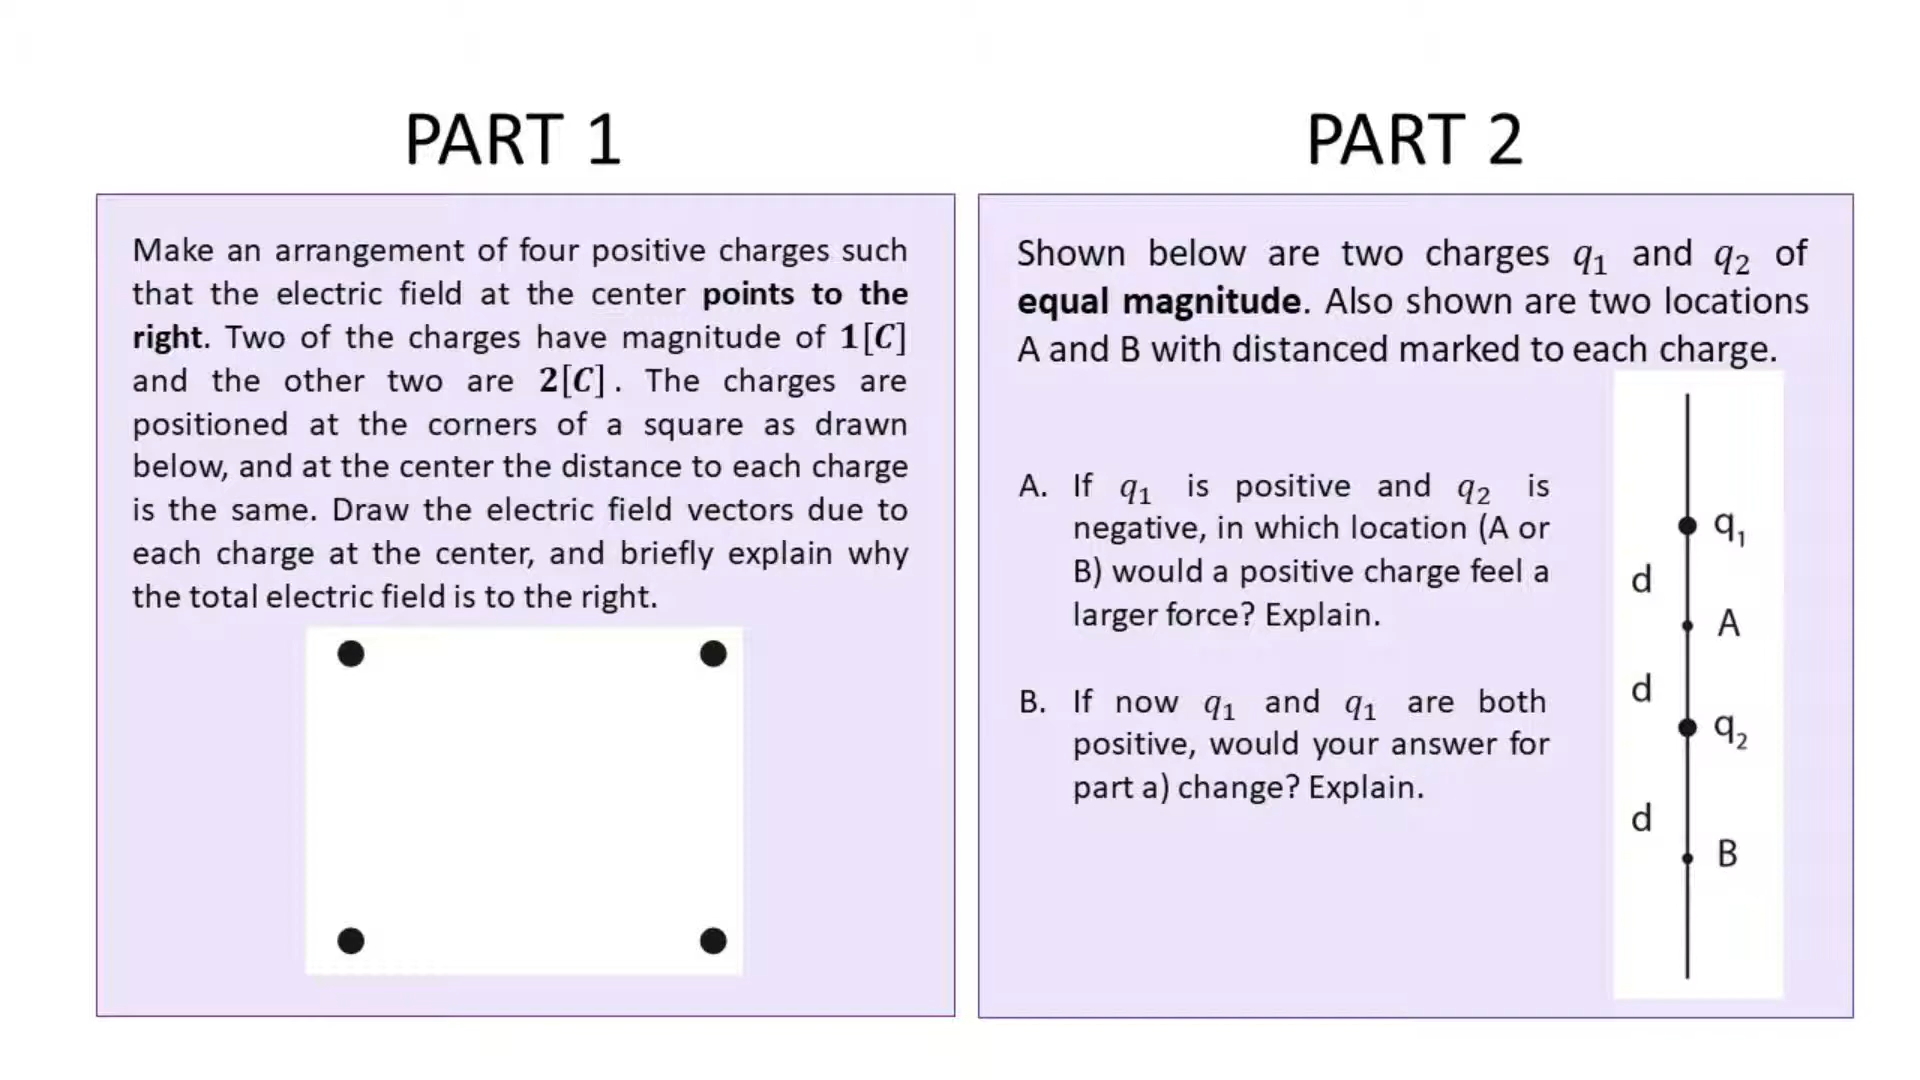 PART 1
Make an arrangement of four positive charges such
that the electric field at the center points to the
right. Two of the charges have magnitude of 1[C]
and the other two are 2[C]. The charges are
positioned at the corners of a square as drawn
below, and at the center the distance to each charge
is the same. Draw the electric field vectors due to
each charge at the center, and briefly explain why
the total electric field is to the right.
PART 2
Shown below are two charges q₁ and q₂ of
equal magnitude. Also shown are two locations
A and B with distanced marked to each charge.
A. If q₁ is positive and q₂ is
negative, in which location (A or
B) would a positive charge feel a
larger force? Explain.
B. If now q₁ and q₁ are both
positive, would your answer for
part a) change? Explain.
q₁
d
A
d
q₂
d
B